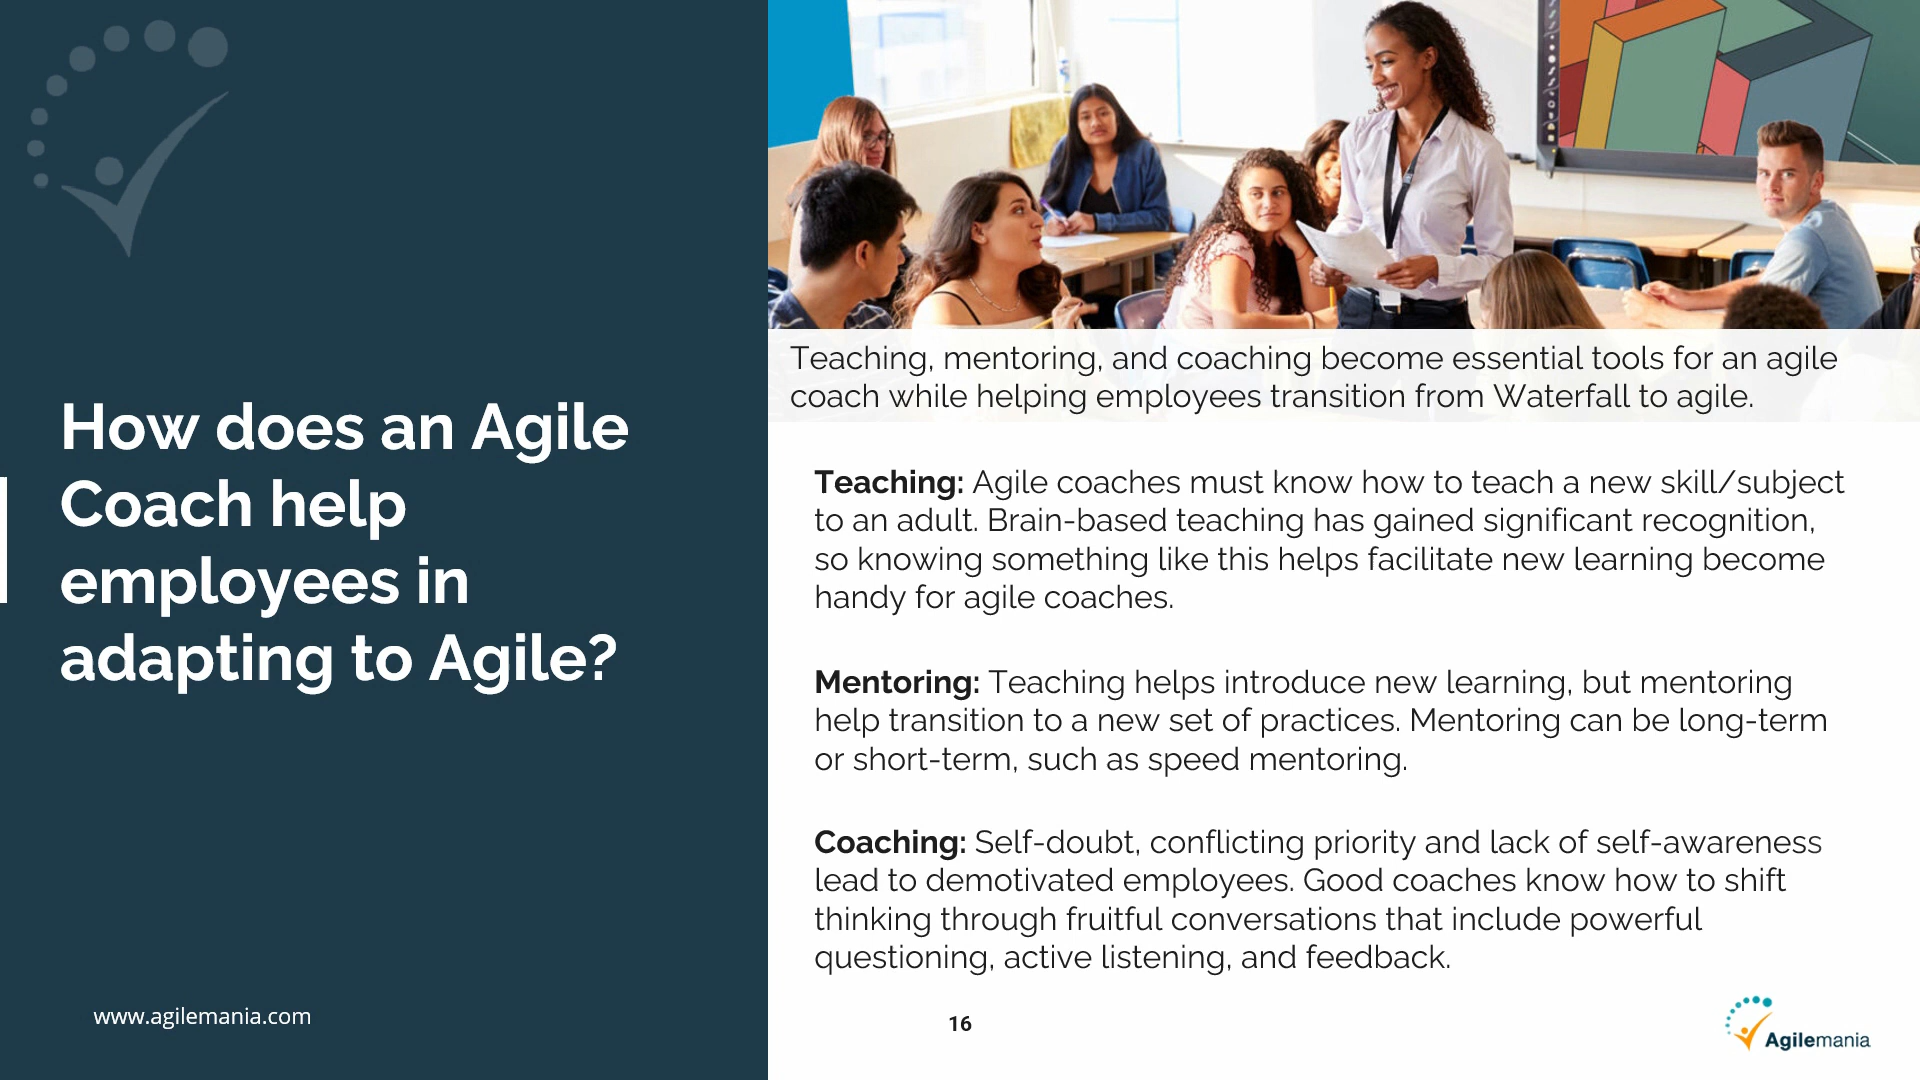 How does an Agile
Coach help
employees in
adapting to Agile?
www.agilemania.com
Teaching, mentoring, and coaching become essential tools for an agile
coach while helping employees transition from Waterfall to agile.
Teaching: Agile coaches must know how to teach a new skill/subject
to an adult. Brain-based teaching has gained significant recognition,
so knowing something like this helps facilitate new learning become
handy for agile coaches.
Mentoring: Teaching helps introduce new learning, but mentoring
help transition to a new set of practices. Mentoring can be long-term
or short-term, such as speed mentoring.
Coaching: Self-doubt, conflicting priority and lack of self-awareness
lead to demotivated employees. Good coaches know how to shift
thinking through fruitful conversations that include powerful
questioning, active listening, and feedback.
16
Agilemania